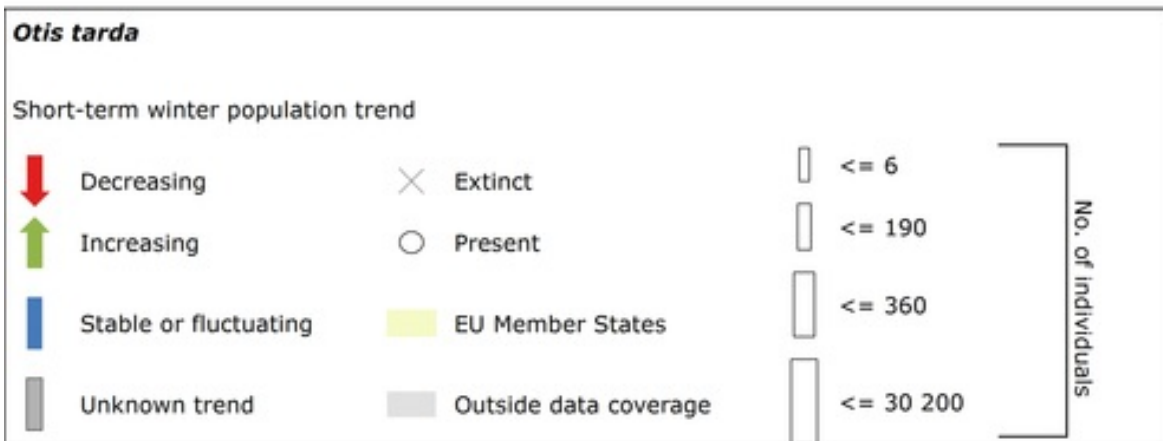 Otis tarda
Short-term winter population trend
Decreasing
Extinct
<= 6
Increasing
Present
<= 190
Stable or fluctuating
EU Member States
<= 360
Unknown trend
Outside data coverage
<= 30 200
No. of individuals